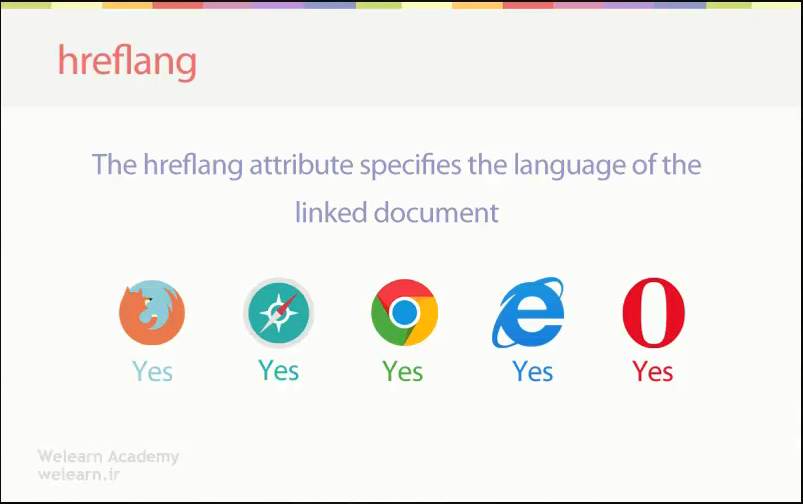 hreflang
The hreflang attribute specifies the language of the
linked document
Yes Yes Yes Yes Yes
Welearn Academy
welearn.ir